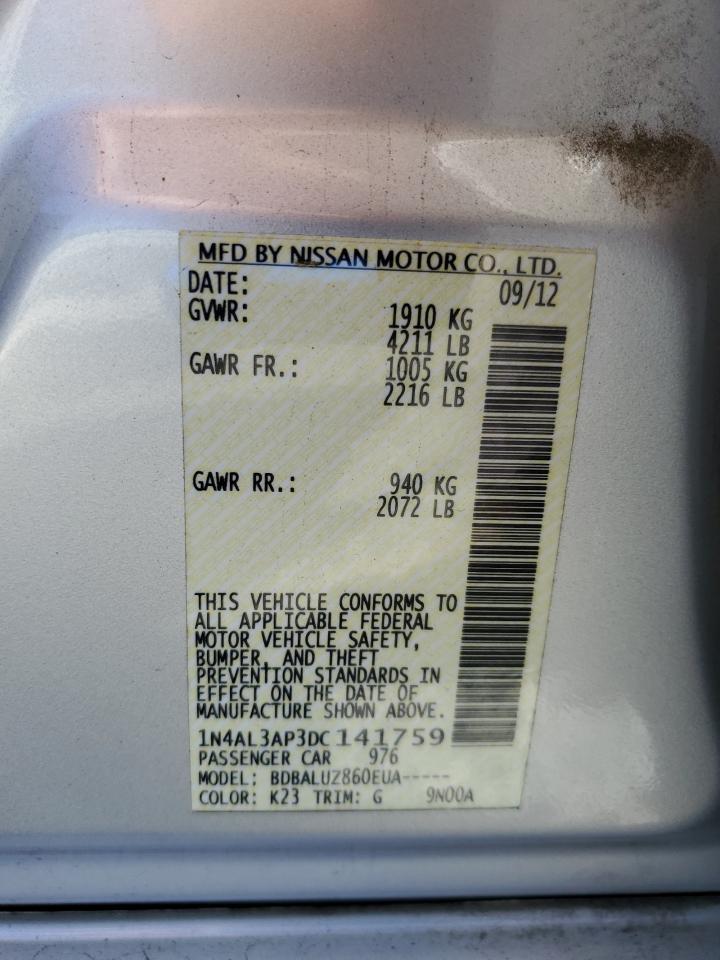 MFD BY NISSAN MOTOR CO., LTD.
DATE: 09/12
GVWR: 1910 KG
4211 LB
GAWR FR.: 1005 KG
2216 LB
GAWR RR.: 940 KG
2072 LB
THIS VEHICLE CONFORMS TO
ALL APPLICABLE FEDERAL
MOTOR VEHICLE SAFETY,
BUMPER, AND THEFT
PREVENTION STANDARDS IN
EFFECT ON THE DATE OF
MANUFACTURE SHOWN ABOVE.
1N4AL3AP3DC141759
PASSENGER CAR 976
MODEL: BDBALUZ860EUA-----
COLOR: K23 TRIM: G 9N00A